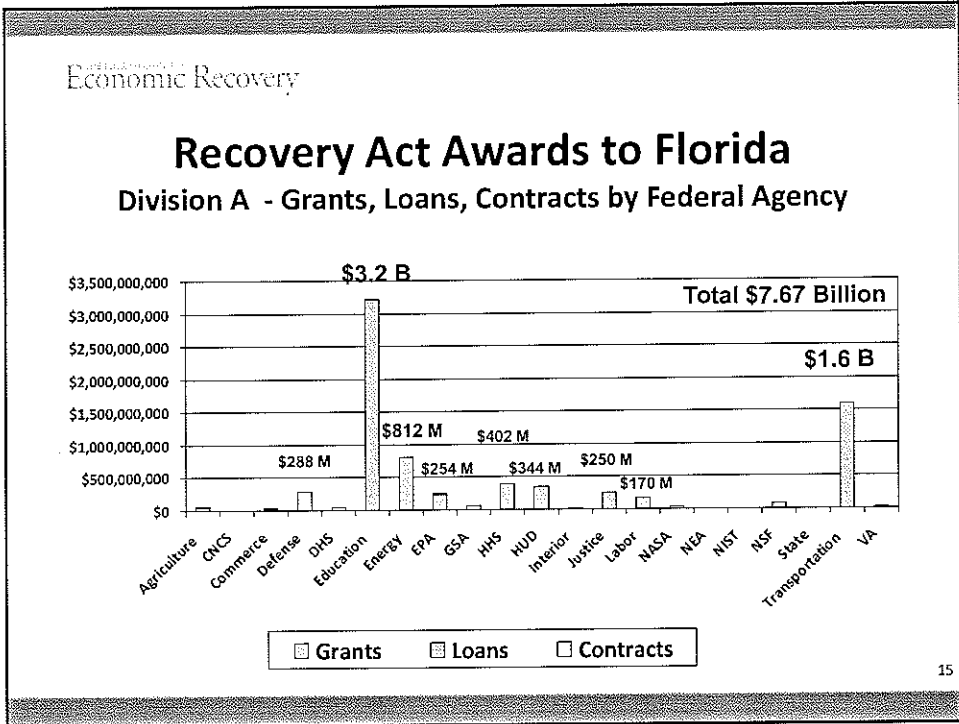 Economic Recovery
Recovery Act Awards to Florida
Division A - Grants, Loans, Contracts by Federal Agency
$3,500,000,000
$3,000,000,000
$2,500,000,000
$2,000,000,000
$1,500,000,000
$1,000,000,000
$500,000,000
$0
$3.2 B
Total $7.67 Billion
$1.6 B
$288 M
$812 M
$254 M
$402 M
$344 M
$250 M
$170 M
Agriculture
CNCS
Commerce
Defense
DHS
Education
Energy
EPA
GSA
HHS
HUD
Interior
Justice
Labor
NASA
NEA
NIST
NSF
State
Transportation
VA
Grants
Loans
Contracts
15